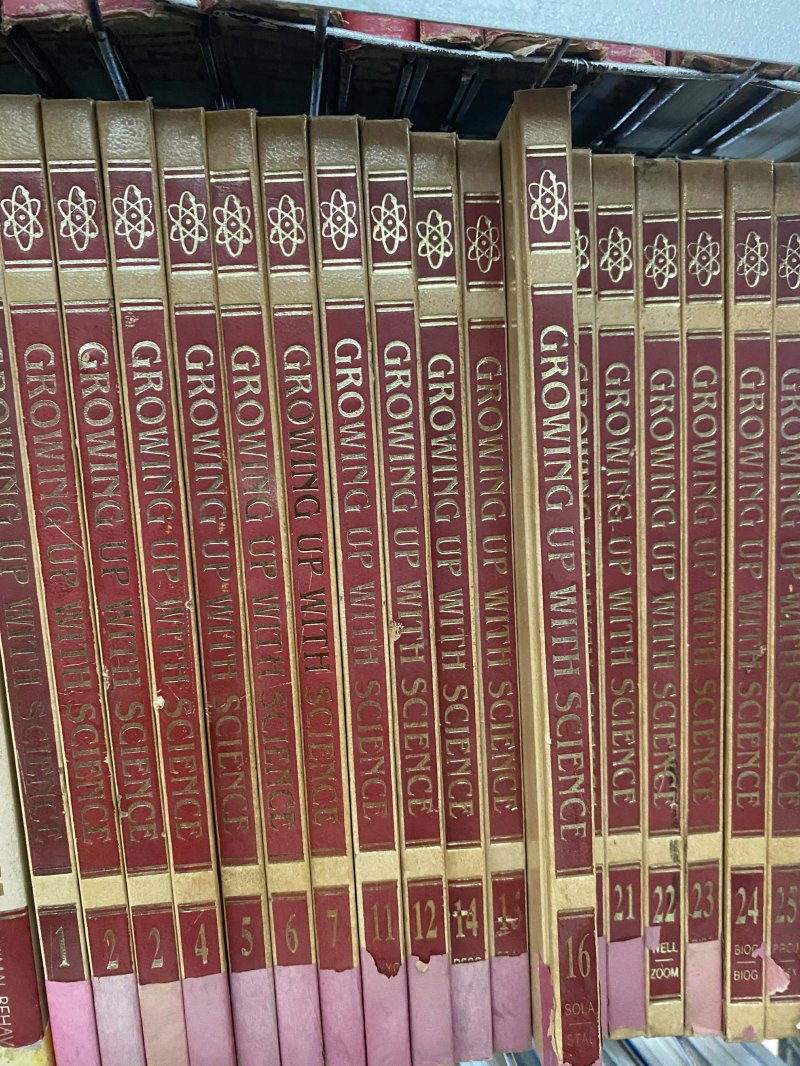 GROWING UP WITH SCIENCE
1
GROWING UP WITH SCIENCE
2
GROWING UP WITH SCIENCE
2
GROWING UP WITH SCIENCE
4
GROWING UP WITH SCIENCE
5
GROWING UP WITH SCIENCE
6
GROWING UP WITH SCIENCE
7
GROWING UP WITH SCIENCE
11
GROWING UP WITH SCIENCE
12
GROWING UP WITH SCIENCE
14
GROWING UP WITH SCIENCE
15
GROWING UP WITH SCIENCE
16
SOLA
STAL
GROWING UP WITH SCIENCE
21
GROWING UP WITH SCIENCE
22
WELL
ZOOM
GROWING UP WITH SCIENCE
23
GROWING UP WITH SCIENCE
24
BIOG
BIOG
GROWING UP WITH SCIENCE
25
PROJ